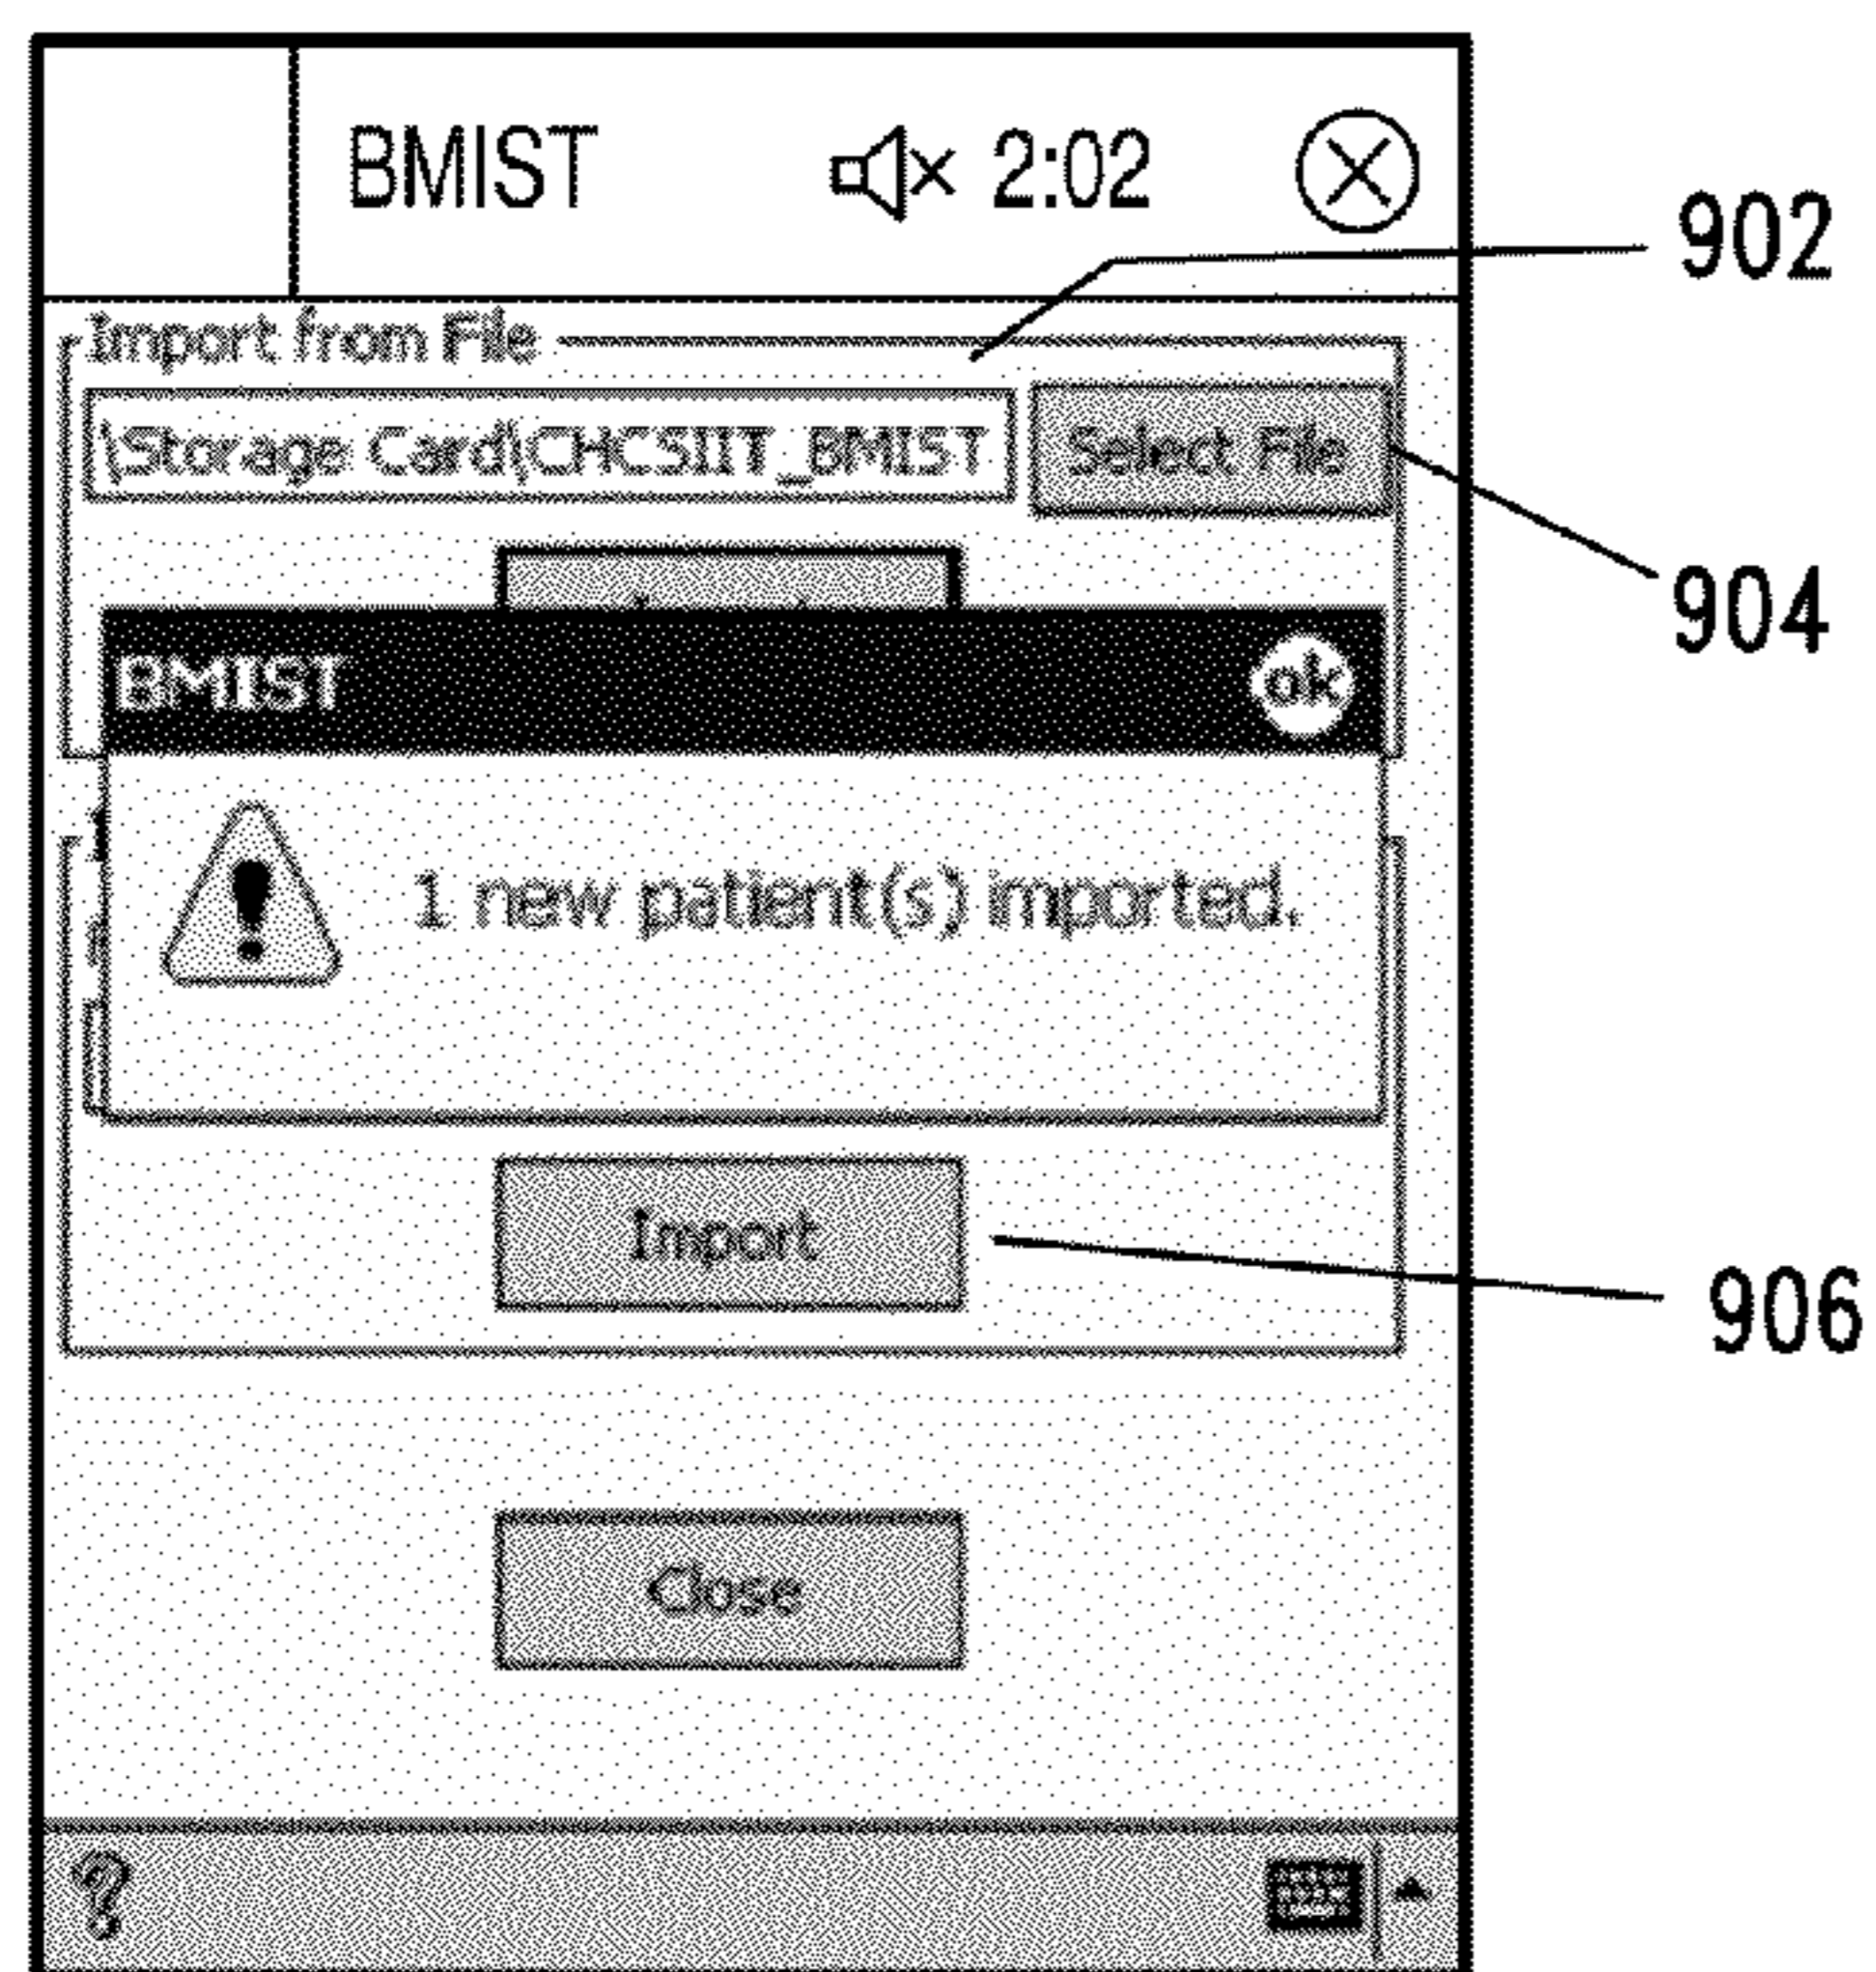 BMIST 2:02
902
Import from File
\Storage Card\CHCSIIT_BMIST Select File
904
BMIST ok
1 new patient(s) imported.
Import
906
Close
?